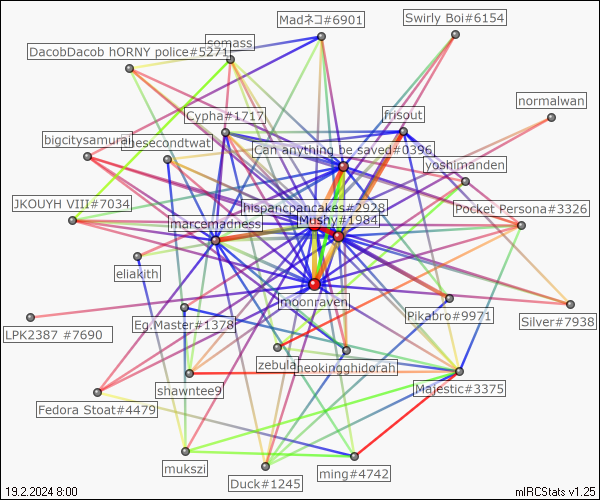 Madネコ#6901
Swirly Boi#6154
somass
DacobDacob hORNY police#5271
normalwan
Cypha#1717
frisout
bigcitysamurai
thesecondtwat
Can anything be saved#0396
yoshimanden
JKOUYH VIII#7034
hispancpancakes#2928
Pocket Persona#3326
marcemadness
Mushy#1984
eliakith
moonraven
Pikabro#9971
Silver#7938
LPK2387 #7690
Eg.Master#1378
zebula
theokingghidorah
shawntee9
Majestic#3375
Fedora Stoat#4479
mukszi
ming#4742
Duck#1245
19.2.2024 8:00
mIRCStats v1.25